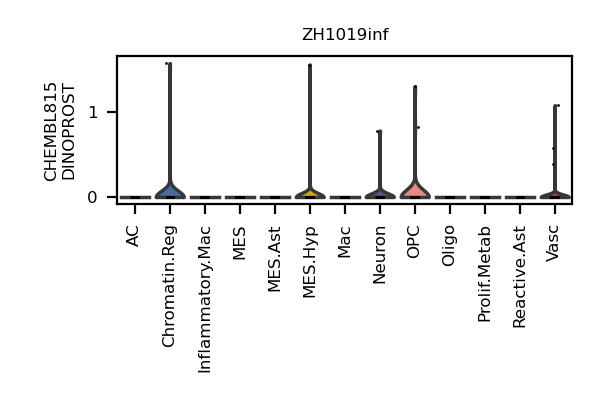 ZH1019inf
CHEMBL815
DINOPROST
1
0
AC
Chromatin.Reg
Inflammatory.Mac
MES
MES.Ast
MES.Hyp
Mac
Neuron
OPC
Oligo
Prolif.Metab
Reactive.Ast
Vasc